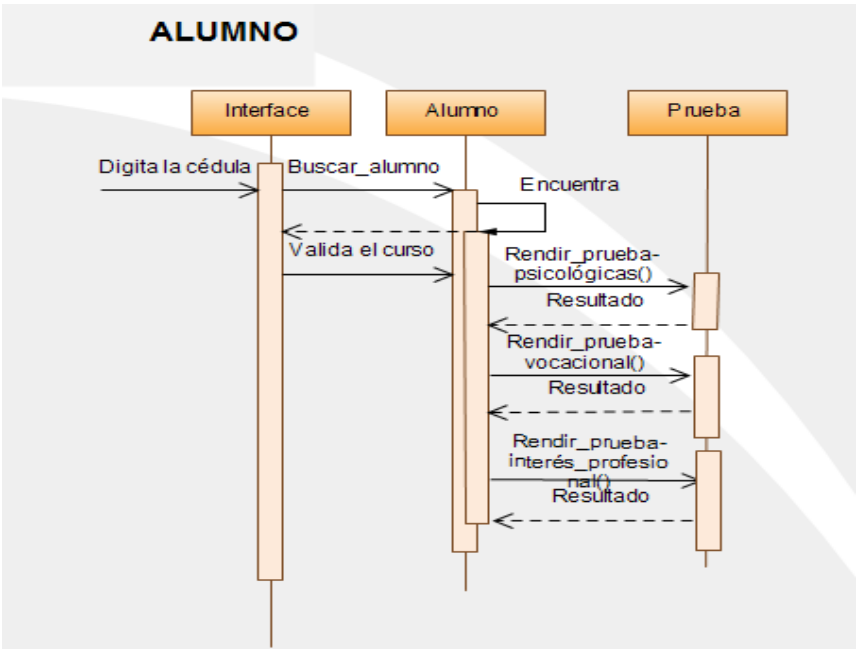 ALUMNO
Interface
Alumno
Prueba
Digita la cédula
Buscar_alumno
Encuentra
Valida el curso
Rendir_prueba-
psicológicas()
Resultado
Rendir_prueba-
vocacional()
Resultado
Rendir_prueba-
interés_profesio
nal()
Resultado